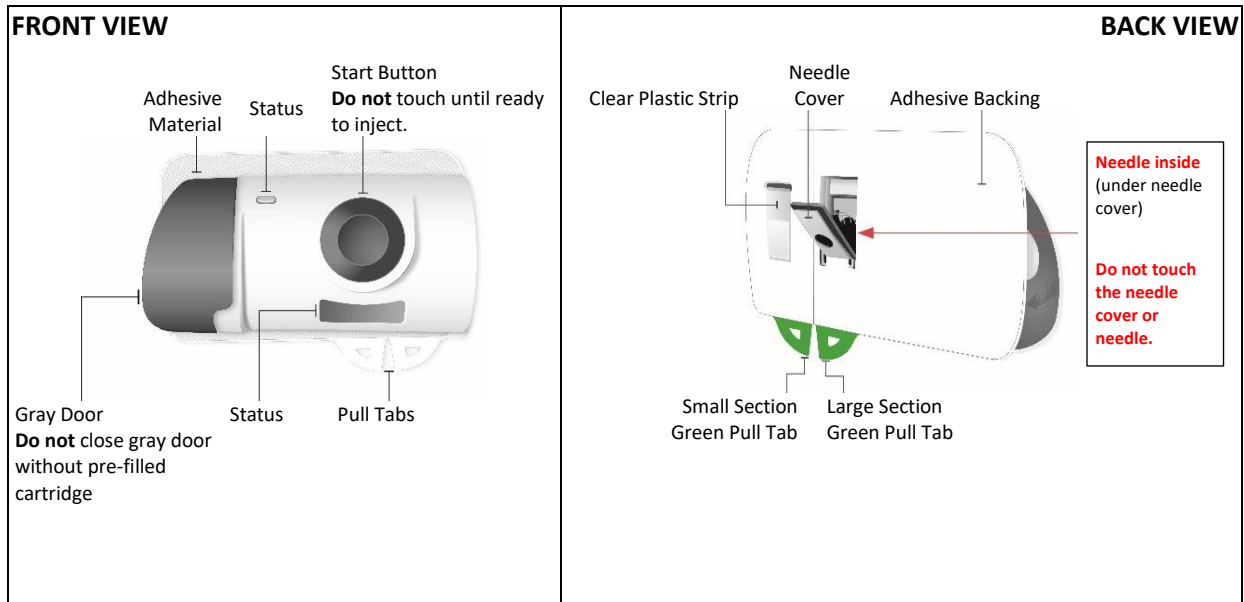 FRONT VIEW
Adhesive
Material
Status
Start Button
Do not touch until ready
to inject.
Gray Door
Do not close gray door
without pre-filled
cartridge
Status
Pull Tabs
BACK VIEW
Clear Plastic Strip
Needle
Cover
Adhesive Backing
Needle inside
(under needle
cover)
Do not touch
the needle
cover or
needle.
Small Section
Green Pull Tab
Large Section
Green Pull Tab